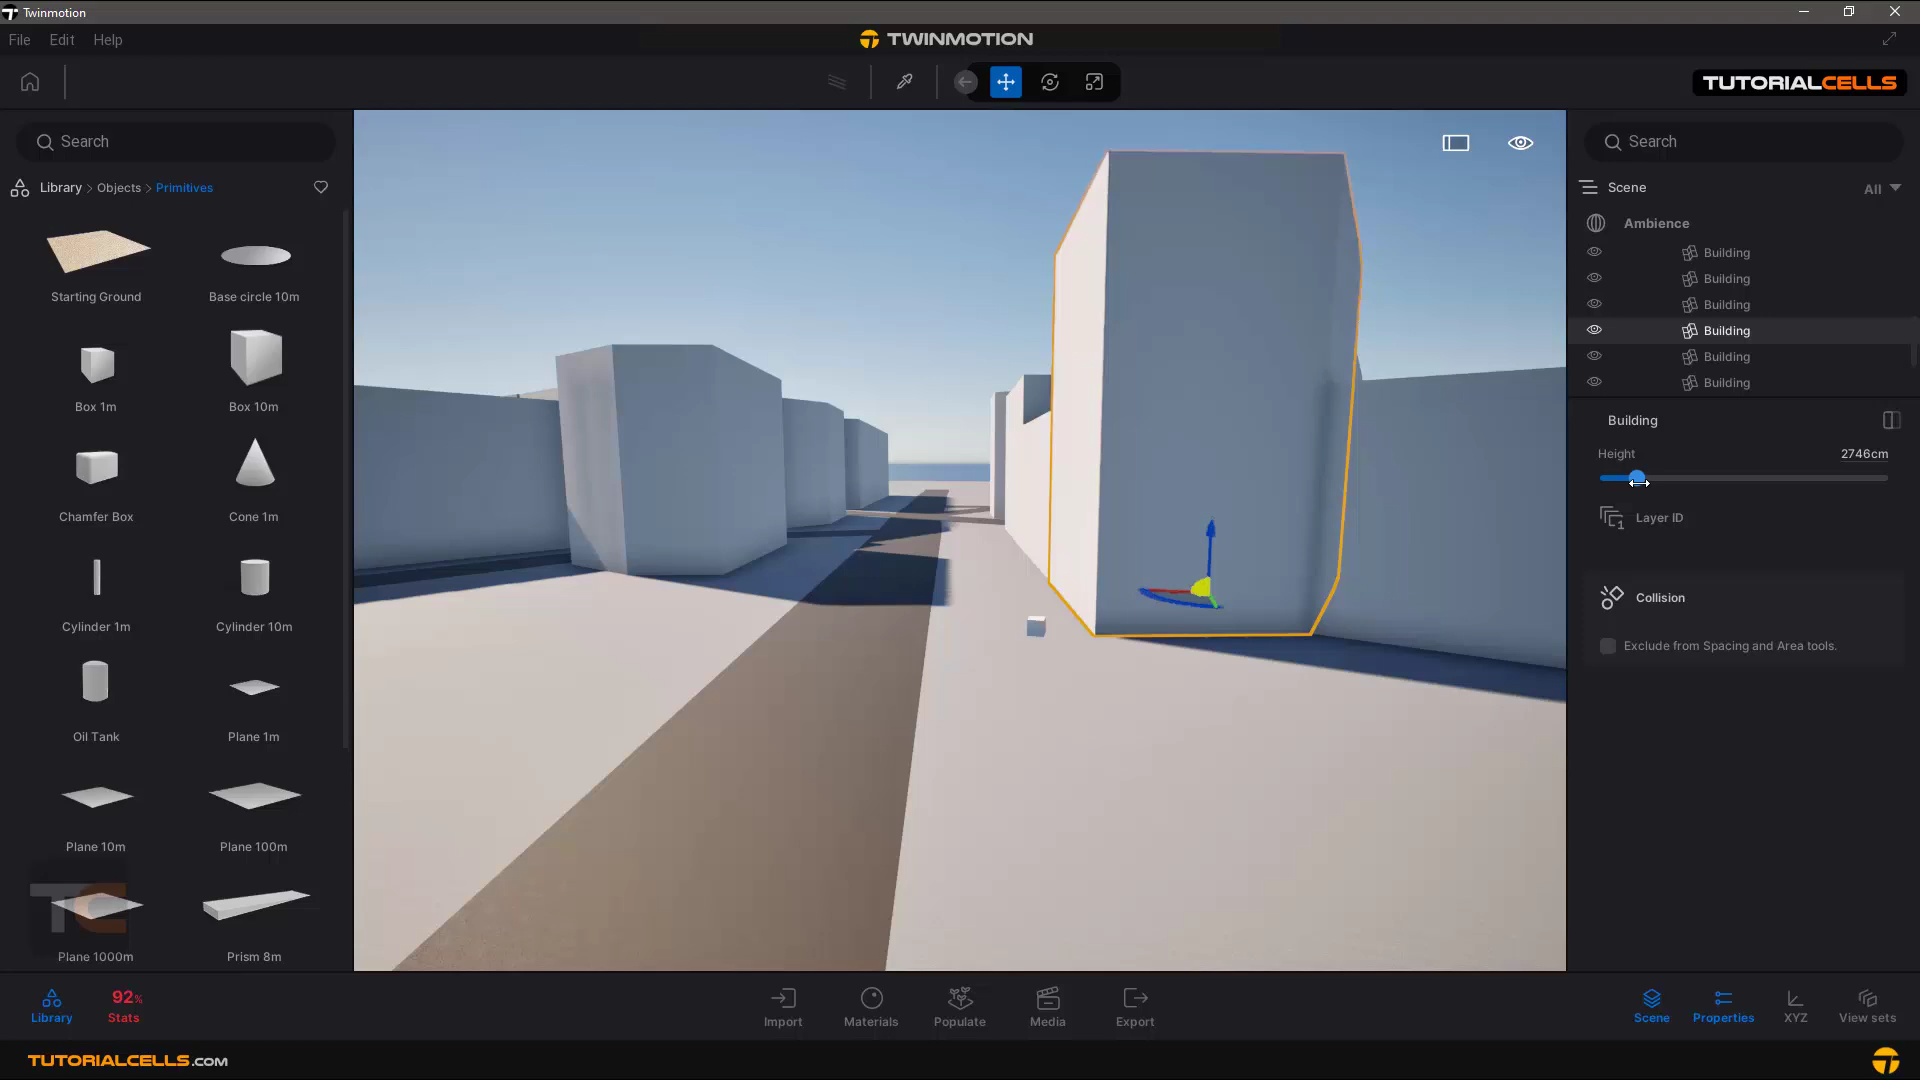 Twinmotion
File Edit Help
TWINMOTION
TUTORIALCELLS
Search
Library > Objects > Primitives
Starting Ground
Base circle 10m
Box 1m
Box 10m
Chamfer Box
Cone 1m
Cylinder 1m
Cylinder 10m
Oil Tank
Plane 1m
Plane 10m
Plane 100m
TC
Plane 1000m
Prism 8m
Search
Scene
All
Ambience
Building
Building
Building
Building
Building
Building
Building
Height
2746cm
1
Layer ID
Collision
Exclude from Spacing and Area tools.
Library
92%
Stats
Import
Materials
Populate
Media
Export
Scene
Properties
XYZ
View sets
TUTORIALCELLS.COM